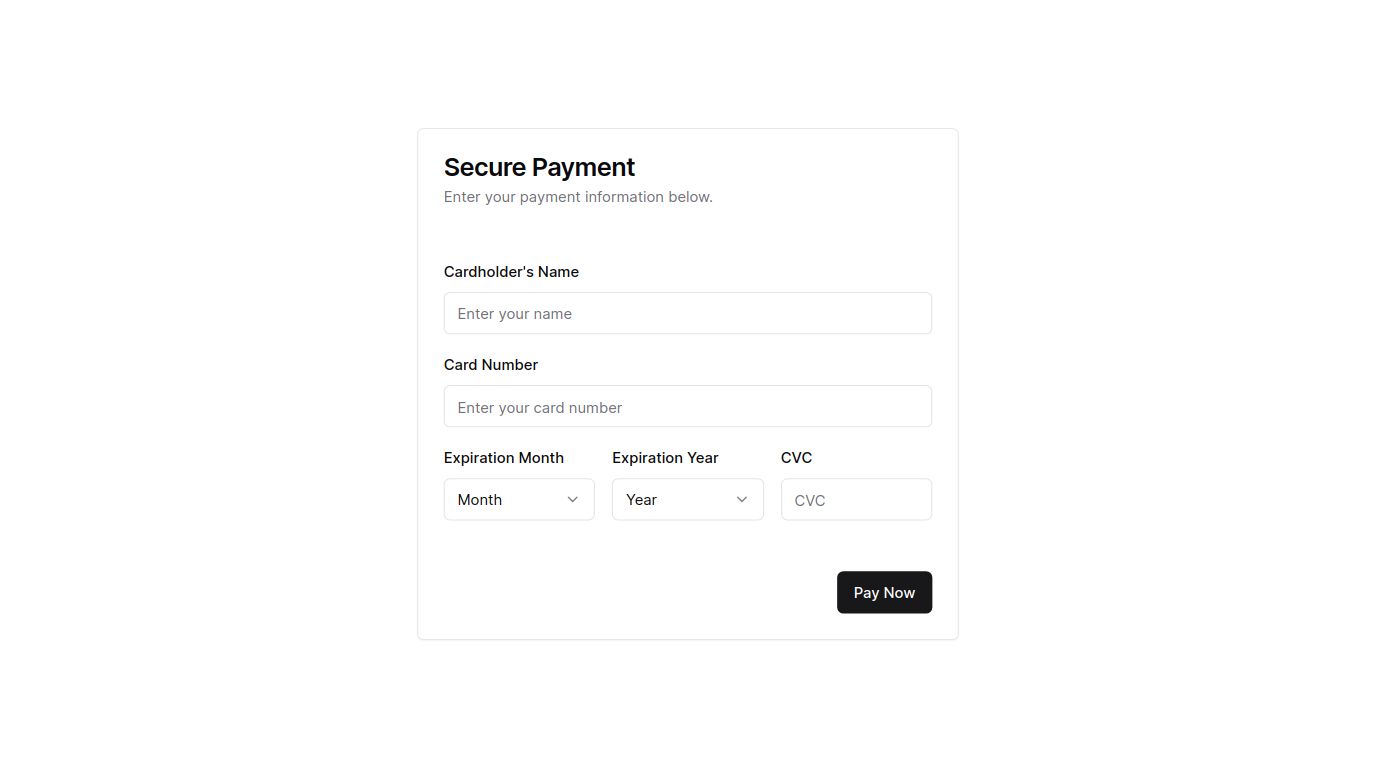 Secure Payment
Enter your payment information below.
Cardholder's Name
Enter your name
Card Number
Enter your card number
Expiration Month Expiration Year CVC
Month Year CVC
Pay Now